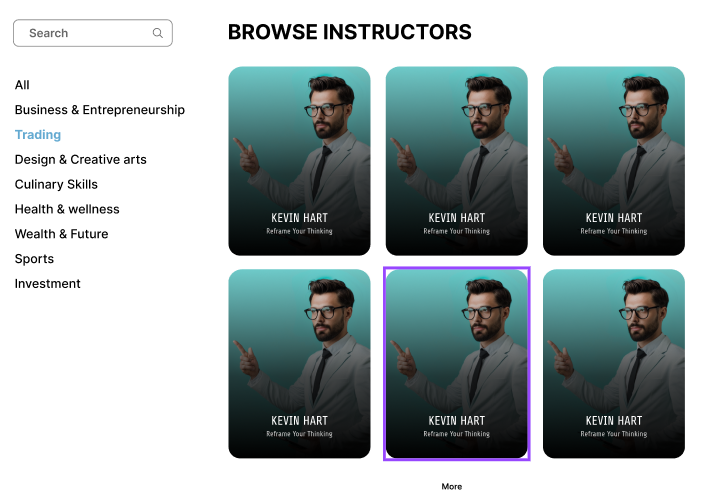 Search
BROWSE INSTRUCTORS
All
Business & Entrepreneurship
Trading
Design & Creative arts
Culinary Skills
Health & wellness
Wealth & Future
Sports
Investment
KEVIN HART
Reframe Your Thinking
KEVIN HART
Reframe Your Thinking
KEVIN HART
Reframe Your Thinking
KEVIN HART
Reframe Your Thinking
KEVIN HART
Reframe Your Thinking
KEVIN HART
Reframe Your Thinking
More